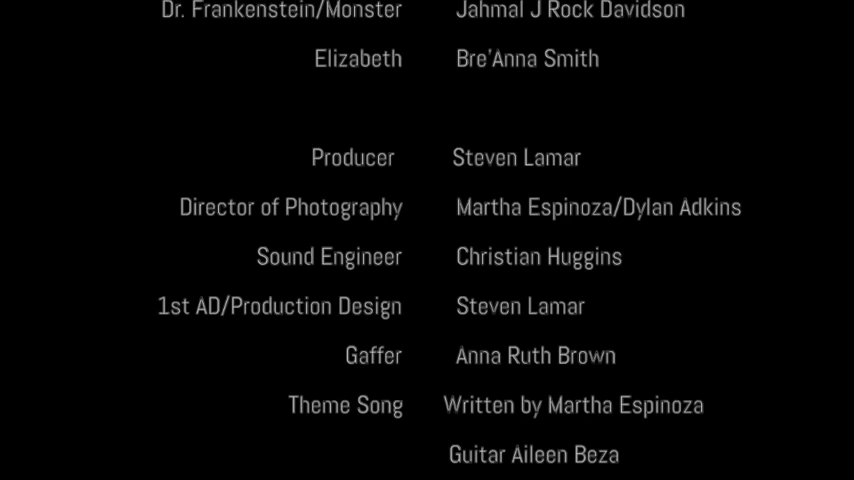 Dr. Frankenstein/Monster Jahmal J Rock Davidson
Elizabeth Bre'Anna Smith
Producer Steven Lamar
Director of Photography Martha Espinoza/Dylan Adkins
Sound Engineer Christian Huggins
1st AD/Production Design Steven Lamar
Gaffer Anna Ruth Brown
Theme Song Written by Martha Espinoza
Guitar Aileen Beza